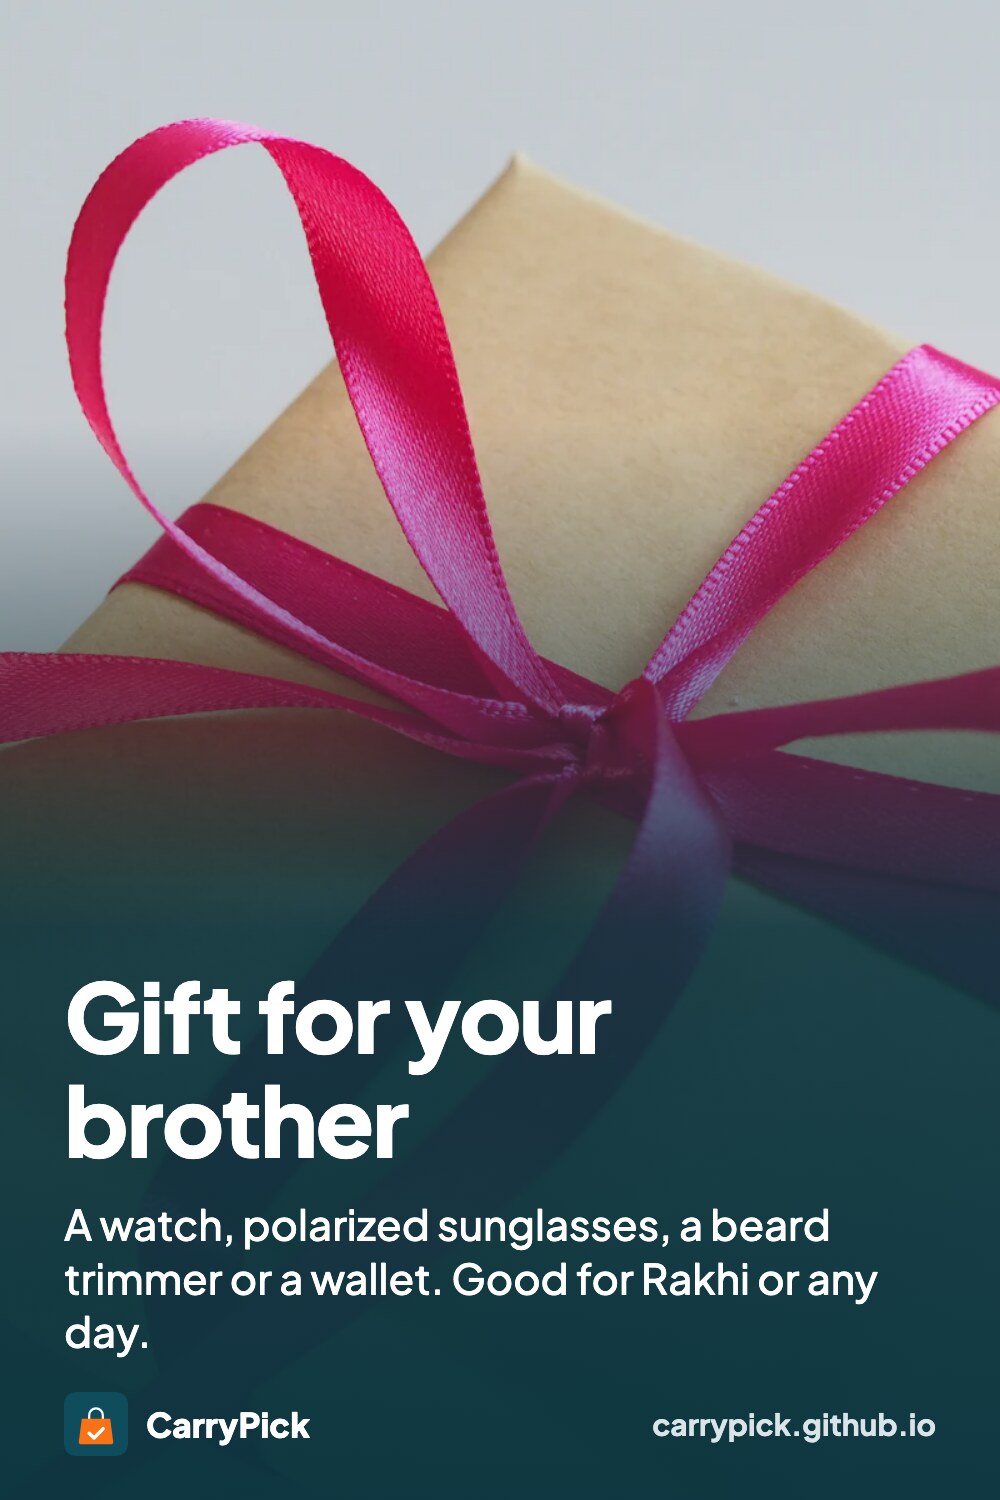 Gift for your
brother
A watch, polarized sunglasses, a beard
trimmer or a wallet. Good for Rakhi or any
day.
CarryPick
carrypick.github.io